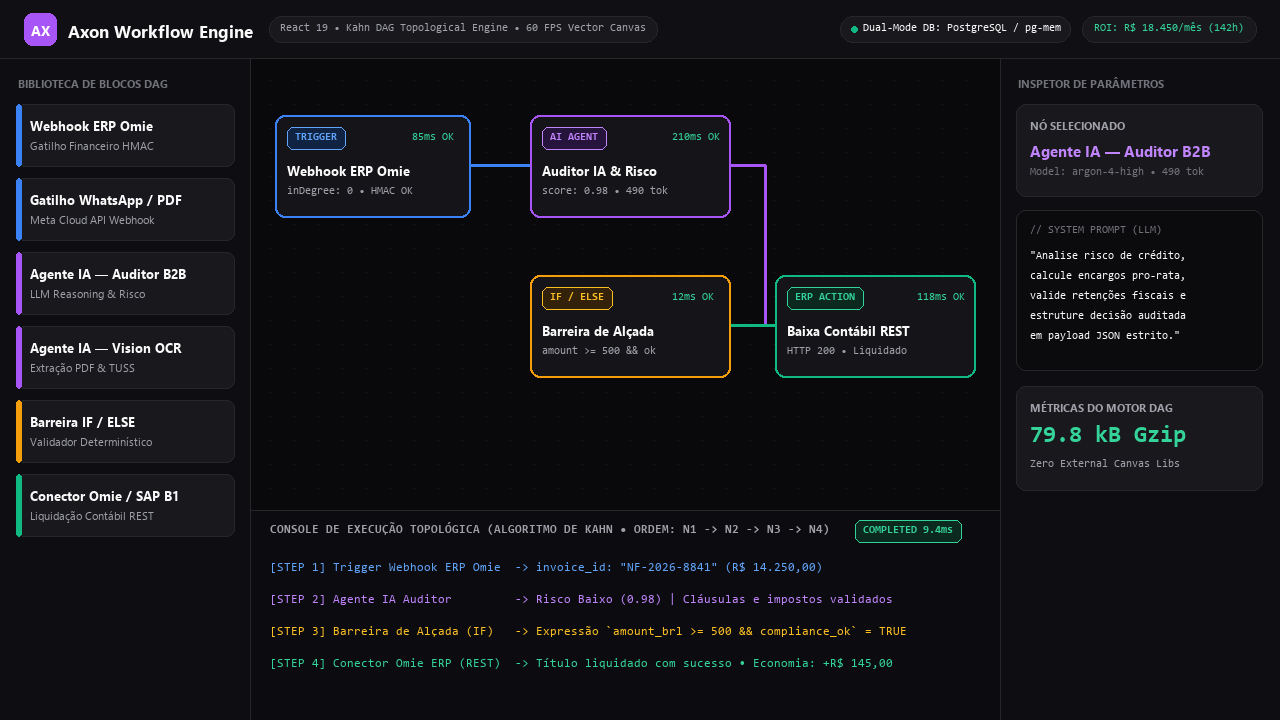 AX
Axon Workflow Engine
React 19 • Kahn DAG Topological Engine • 60 FPS Vector Canvas
Dual-Mode DB: PostgreSQL / pg-mem
ROI: R$ 18.450/mês (142h)
BIBLIOTECA DE BLOCOS DAG
Webhook ERP Omie
Gatilho Financeiro HMAC
Gatilho WhatsApp / PDF
Meta Cloud API Webhook
Agente IA — Auditor B2B
LLM Reasoning & Risco
Agente IA — Vision OCR
Extração PDF & TUSS
Barreira IF / ELSE
Validador Determinístico
Conector Omie / SAP B1
Liquidação Contábil REST
TRIGGER
85ms OK
Webhook ERP Omie
inDegree: 0 • HMAC OK
AI AGENT
210ms OK
Auditor IA & Risco
score: 0.98 • 490 tok
IF / ELSE
12ms OK
Barreira de Alçada
amount >= 500 && ok
ERP ACTION
118ms OK
Baixa Contábil REST
HTTP 200 • Liquidado
CONSOLE DE EXECUÇÃO TOPOLÓGICA (ALGORITMO DE KAHN • ORDEM: N1 -> N2 -> N3 -> N4)
COMPLETED 9.4ms
[STEP 1] Trigger Webhook ERP Omie -> invoice_id: "NF-2026-8841" (R$ 14.250,00)
[STEP 2] Agente IA Auditor -> Risco Baixo (0.98) | Cláusulas e impostos validados
[STEP 3] Barreira de Alçada (IF) -> Expressão `amount_brl >= 500 && compliance_ok` = TRUE
[STEP 4] Conector Omie ERP (REST) -> Título liquidado com sucesso • Economia: +R$ 145,00
INSPETOR DE PARÂMETROS
NÓ SELECIONADO
Agente IA — Auditor B2B
Model: argon-4-high • 490 tok
// SYSTEM PROMPT (LLM)
"Analise risco de crédito,
calcule encargos pro-rata,
valide retenções fiscais e
estruture decisão auditada
em payload JSON estrito."
MÉTRICAS DO MOTOR DAG
79.8 kB Gzip
Zero External Canvas Libs